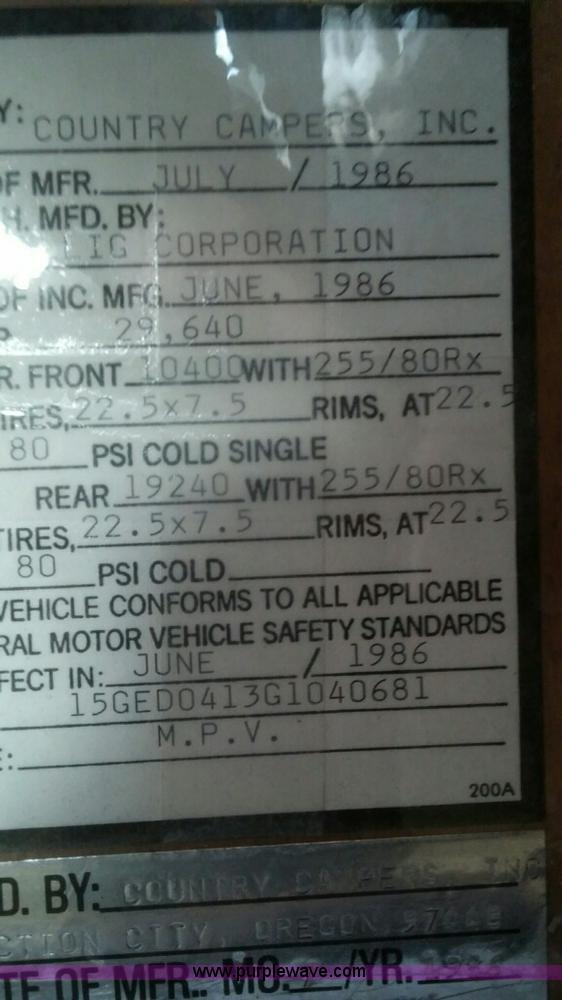 Y: COUNTRY CAMPERS, INC.
OF MFR. JULY / 1986
H. MFD. BY:
LIG CORPORATION
OF INC. MFG. JUNE, 1986
29,640
R. FRONT 10400 WITH 255/80Rx
IRES, 22.5x7.5 RIMS, AT 22.5
80 PSI COLD SINGLE
REAR 19240 WITH 255/80Rx
TIRES, 22.5x7.5 RIMS, AT 22.5
80 PSI COLD
VEHICLE CONFORMS TO ALL APPLICABLE
RAL MOTOR VEHICLE SAFETY STANDARDS
FECT IN: JUNE / 1986
15GED0413G1040681
E: M.P.V.
200A
D. BY: COUNTRY CAMPERS, INC
CTION CITY, OREGON
TE OF MFR.. MO. /YR.
www.purplewave.com